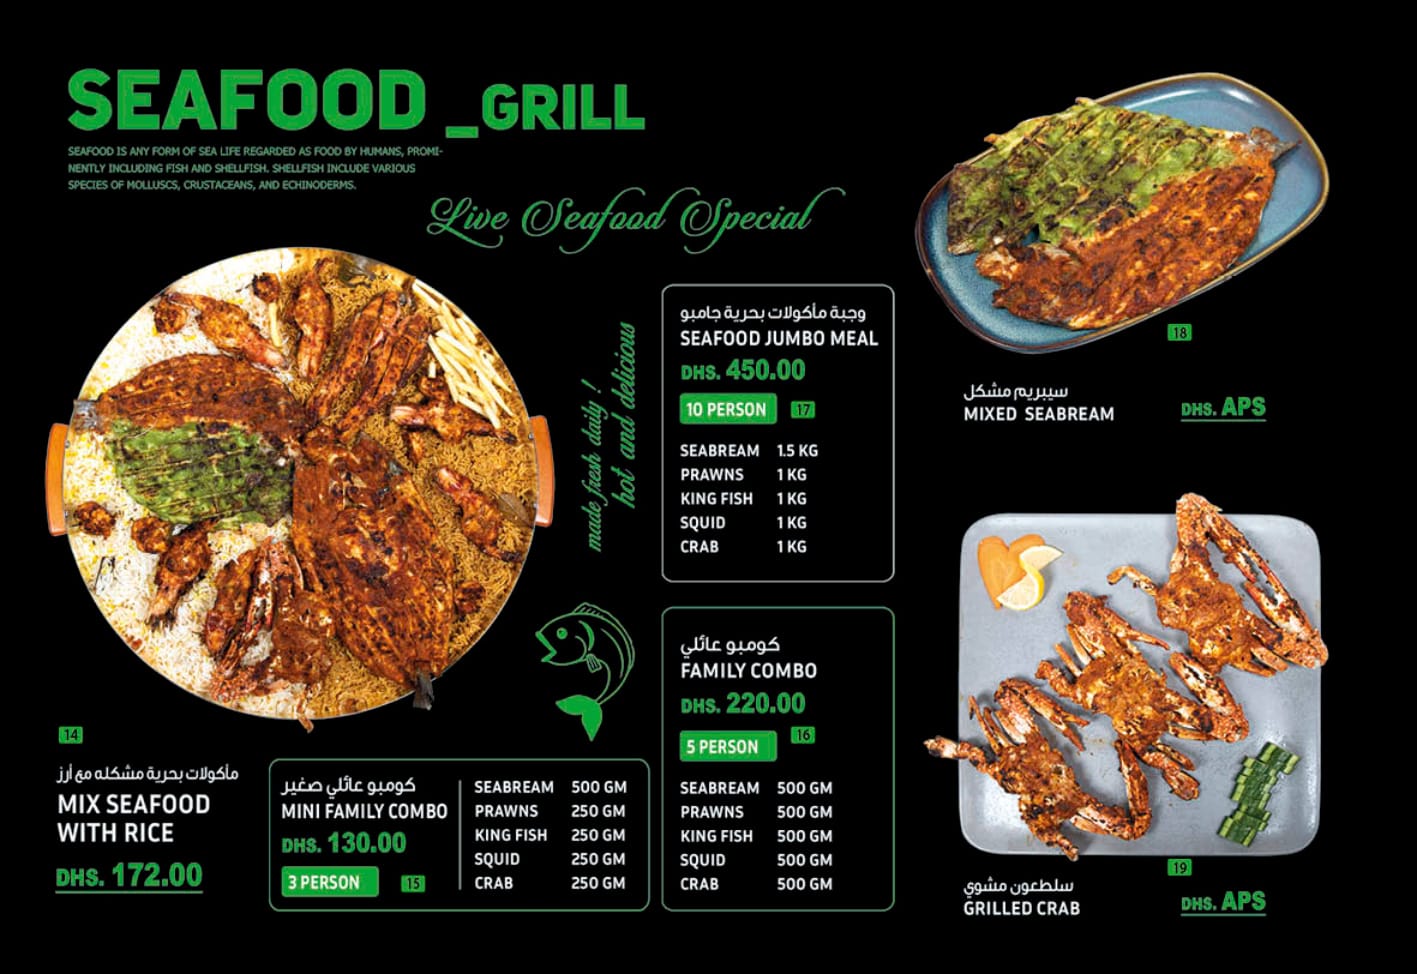 SEAFOOD _GRILL
SEAFOOD IS ANY FORM OF SEA LIFE REGARDED AS FOOD BY HUMANS, PROMI-
NENTLY INCLUDING FISH AND SHELLFISH. SHELLFISH INCLUDE VARIOUS
SPECIES OF MOLLUSCS, CRUSTACEANS, AND ECHINODERMS.
Live Seafood Special
made fresh daily !
hot and delicious
14
مأكولات بحرية مشكله مع أرز
MIX SEAFOOD
WITH RICE
DHS. 172.00
كومبو عائلي صغير
MINI FAMILY COMBO
DHS. 130.00
3 PERSON 15
SEABREAM 500 GM
PRAWNS 250 GM
KING FISH 250 GM
SQUID 250 GM
CRAB 250 GM
وجبة مأكولات بحرية جامبو
SEAFOOD JUMBO MEAL
DHS. 450.00
10 PERSON 17
SEABREAM 1.5 KG
PRAWNS 1 KG
KING FISH 1 KG
SQUID 1 KG
CRAB 1 KG
كومبو عائلي
FAMILY COMBO
DHS. 220.00
5 PERSON 16
SEABREAM 500 GM
PRAWNS 500 GM
KING FISH 500 GM
SQUID 500 GM
CRAB 500 GM
18
سيبريم مشكل
MIXED SEABREAM DHS. APS
19
سلطعون مشوي
GRILLED CRAB DHS. APS